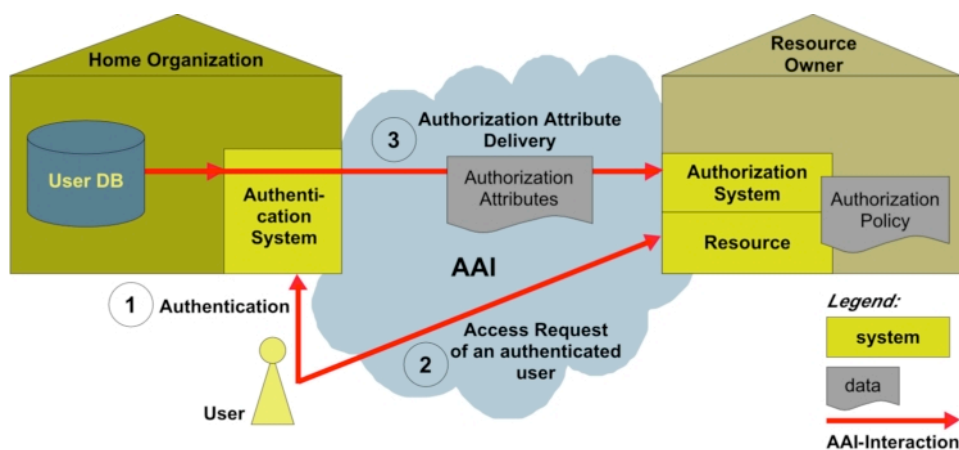 Home Organization
Resource
Owner
3
Authorization Attribute
Delivery
User DB
Authenti-
cation
System
Authorization
Attributes
Authorization
System
Authorization
Policy
Resource
AAI
1
Authentication
2
Access Request
of an authenticated
user
User
Legend:
system
data
AAI-Interaction